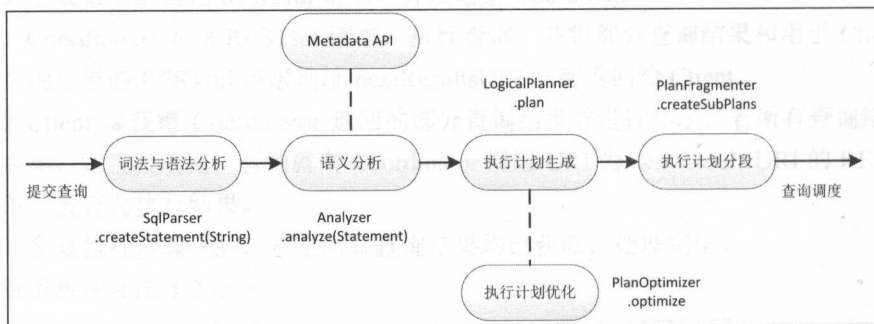 Metadata API
LogicalPlanner
.plan
PlanFragmenter
.createSubPlans
词法与语法分析
语义分析
执行计划生成
执行计划分段
提交查询
查询调度
SqlParser
.createStatement(String)
Analyzer
.analyze(Statement)
执行计划优化
PlanOptimizer
.optimize